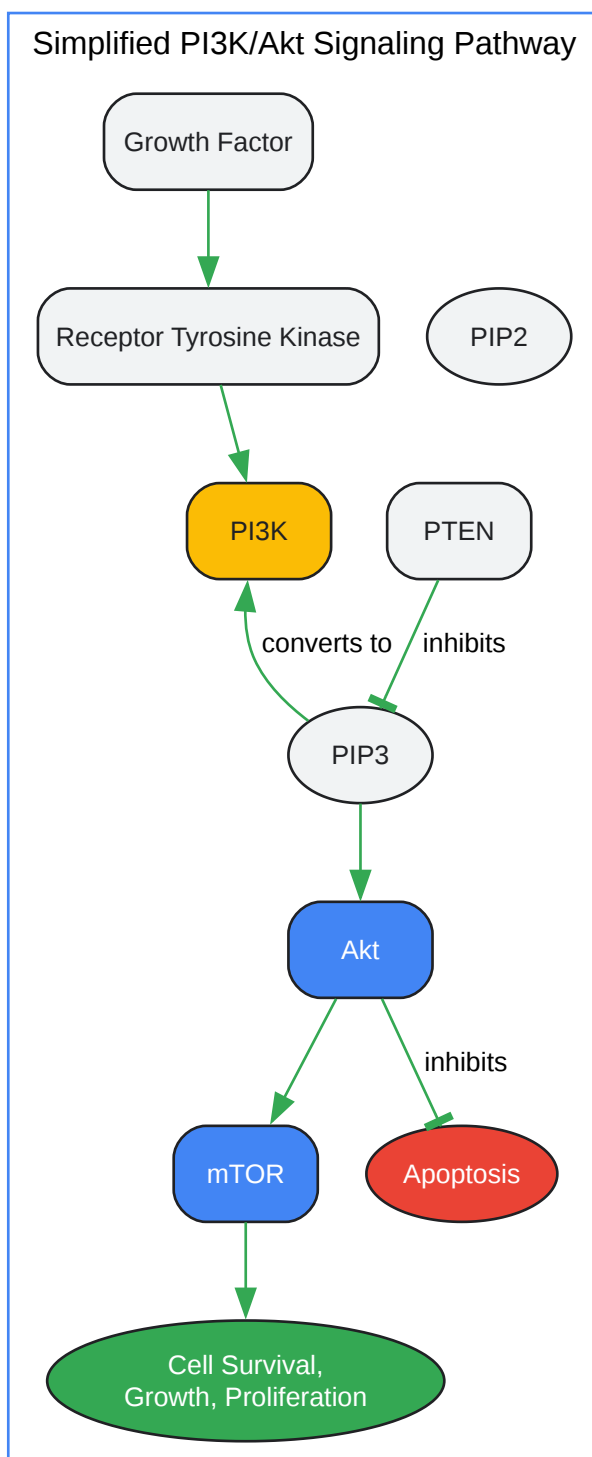 Simplified PI3K/Akt Signaling Pathway
Growth Factor
Receptor Tyrosine Kinase
PIP2
PI3K
PTEN
converts to
inhibits
PIP3
Akt
inhibits
mTOR
Apoptosis
Cell Survival,
Growth, Proliferation